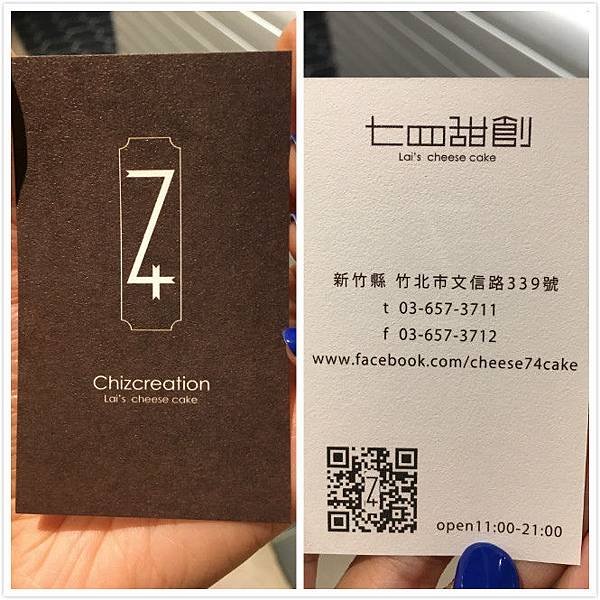 74
Chizcreation
Lai's cheese cake
七四甜創
Lai's cheese cake
新竹縣 竹北市文信路339號
t 03-657-3711
f 03-657-3712
www.facebook.com/cheese74cake
74
open11:00-21:00